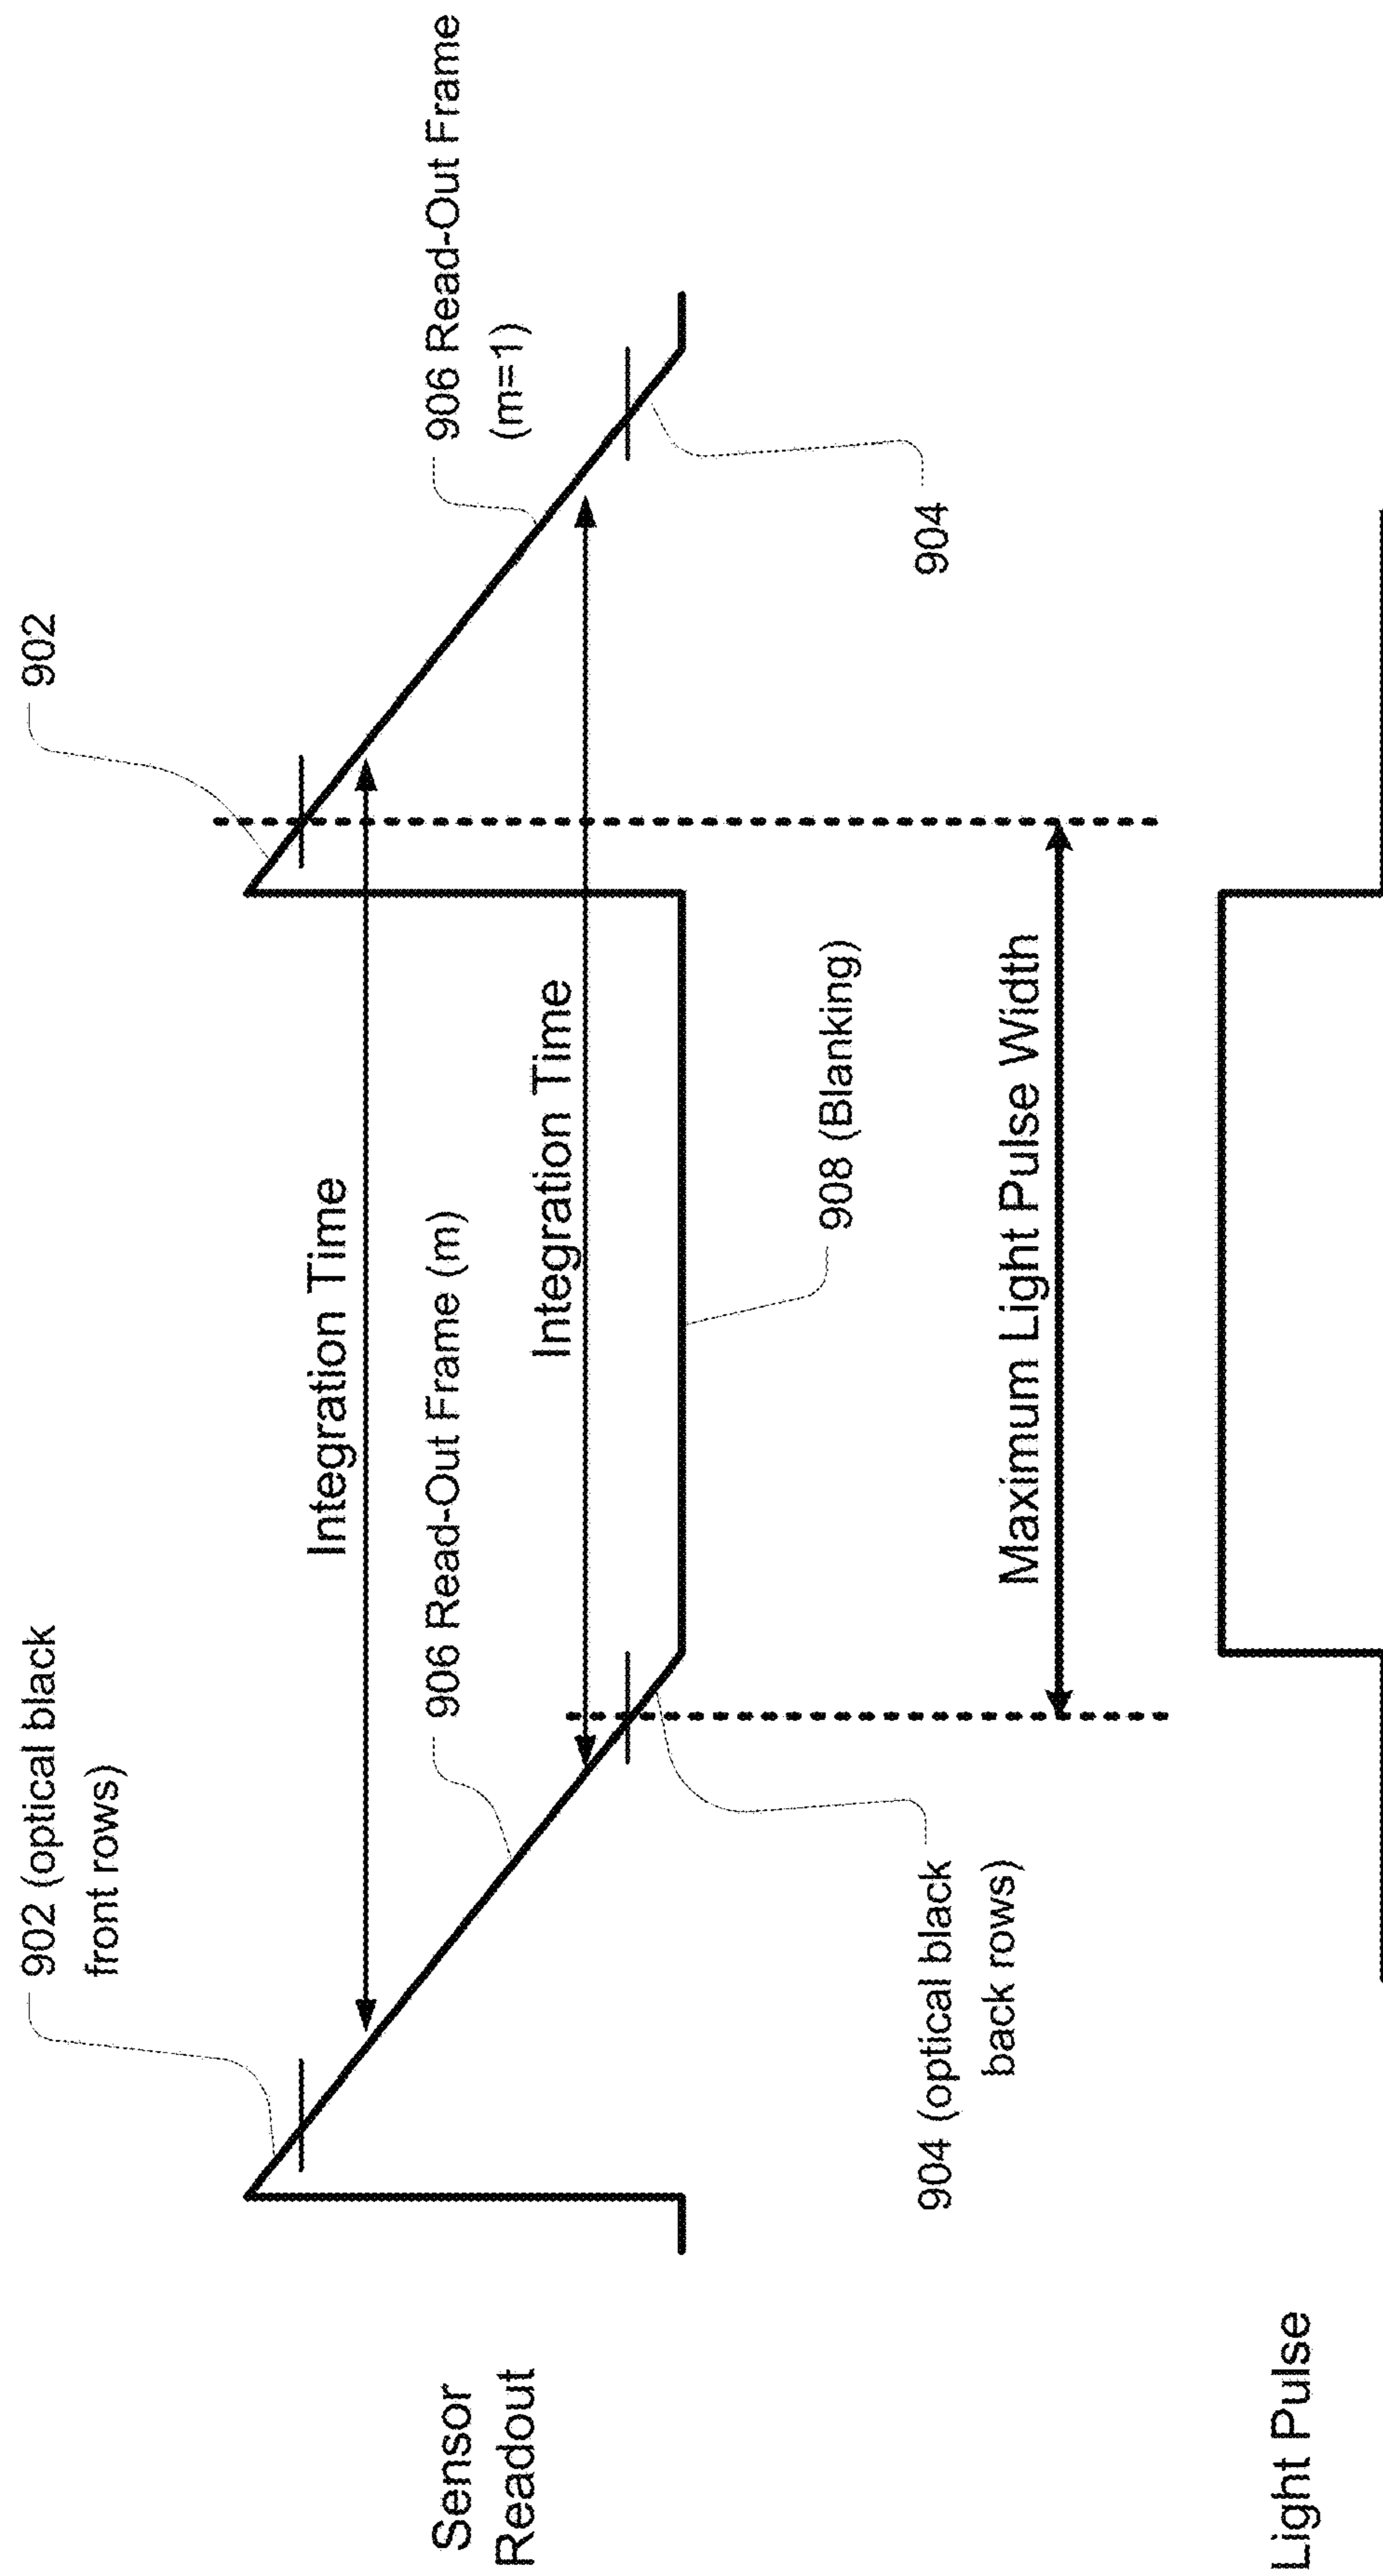 902 (optical black
front rows)
902
Integration Time
906 Read-Out Frame (m)
906 Read-Out Frame
(m=1)
Sensor
Readout
Integration Time
908 (Blanking)
904 (optical black
back rows)
904
Maximum Light Pulse Width
Light Pulse